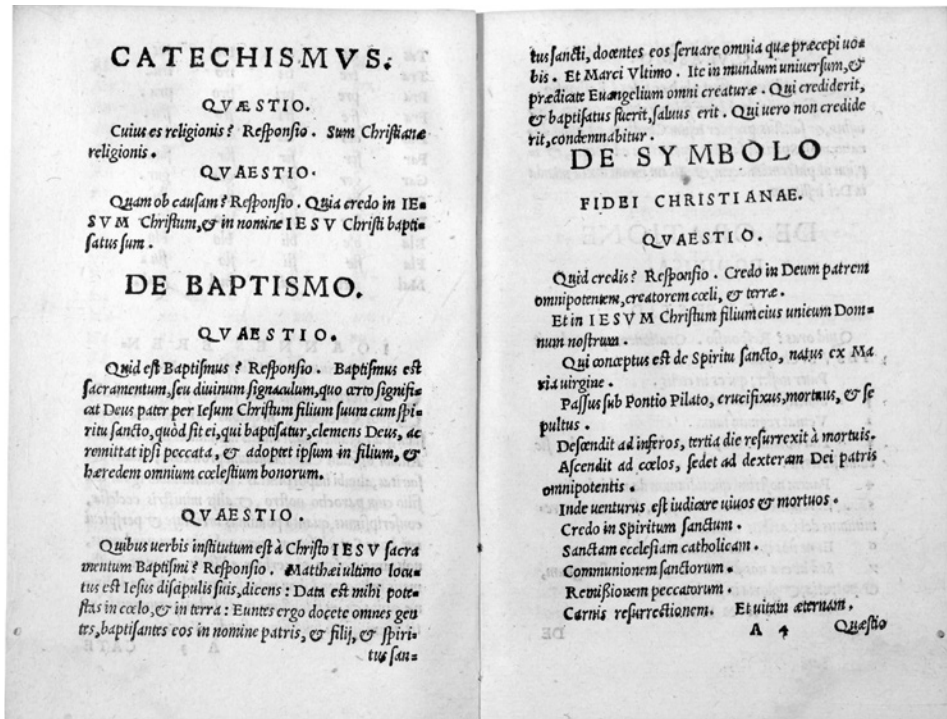 CATECHISMVS.
QVÆSTIO.
Cuius es religionis? Responsio. Sum Christianæ
religionis.
QVAESTIO.
Quam ob causam? Responsio. Quia credo in IE-
SVM Christum, & in nomine IESV Christi bapti-
satus sum.
DE BAPTISMO.
QVAESTIO.
Quid est Baptismus? Responsio. Baptismus est
sacramentum, seu diuinum signaculum, quo certo signifi-
cat Deus pater per Iesum Christum filium suum cum spi-
ritu sancto, quòd sit ei, qui baptisatur, clemens Deus, ac
remittat ipsi peccata, & adoptet ipsum in filium, &
hæredem omnium cœlestium bonorum.
QVAESTIO.
Quibus uerbis institutum est à Christo IESV sacra
mentum Baptismi? Responsio. Matthæi ultimo locu-
tus est Iesus discipulis suis, dicens: Data est mihi pote-
stas in cœlo, & in terra: Euntes ergo docete omnes gen
tes, baptisantes eos in nomine patris, & filij, & spiri-
tus san-
tus sancti, docentes eos seruare omnia quæ præcepi uo-
bis. Et Marci Vltimo. Ite in mundum uniuersum, &
prædicate Euangelium omni creaturæ. Qui crediderit,
& baptisatus fuerit, saluus erit. Qui uero non credide
rit, condemnabitur.
DE SYMBOLO
FIDEI CHRISTIANAE.
QVAESTIO.
Quid credis? Responsio. Credo in Deum patrem
omnipotentem, creatorem cœli, & terræ.
Et in IESVM Christum filium eius unicum Dom-
num nostrum.
Qui conceptus est de Spiritu sancto, natus ex Ma
ria uirgine.
Passus sub Pontio Pilato, crucifixus, mortuus, & se
pultus.
Descendit ad inferos, tertia die resurrexit à mortuis.
Ascendit ad cœlos, sedet ad dexteram Dei patris
omnipotentis.
Inde uenturus est iudicare uiuos & mortuos.
Credo in Spiritum sanctum.
Sanctam ecclesiam catholicam.
Communionem sanctorum.
Remissionem peccatorum.
Carnis resurrectionem. Et uitam æternam.
A 4 Quæstio